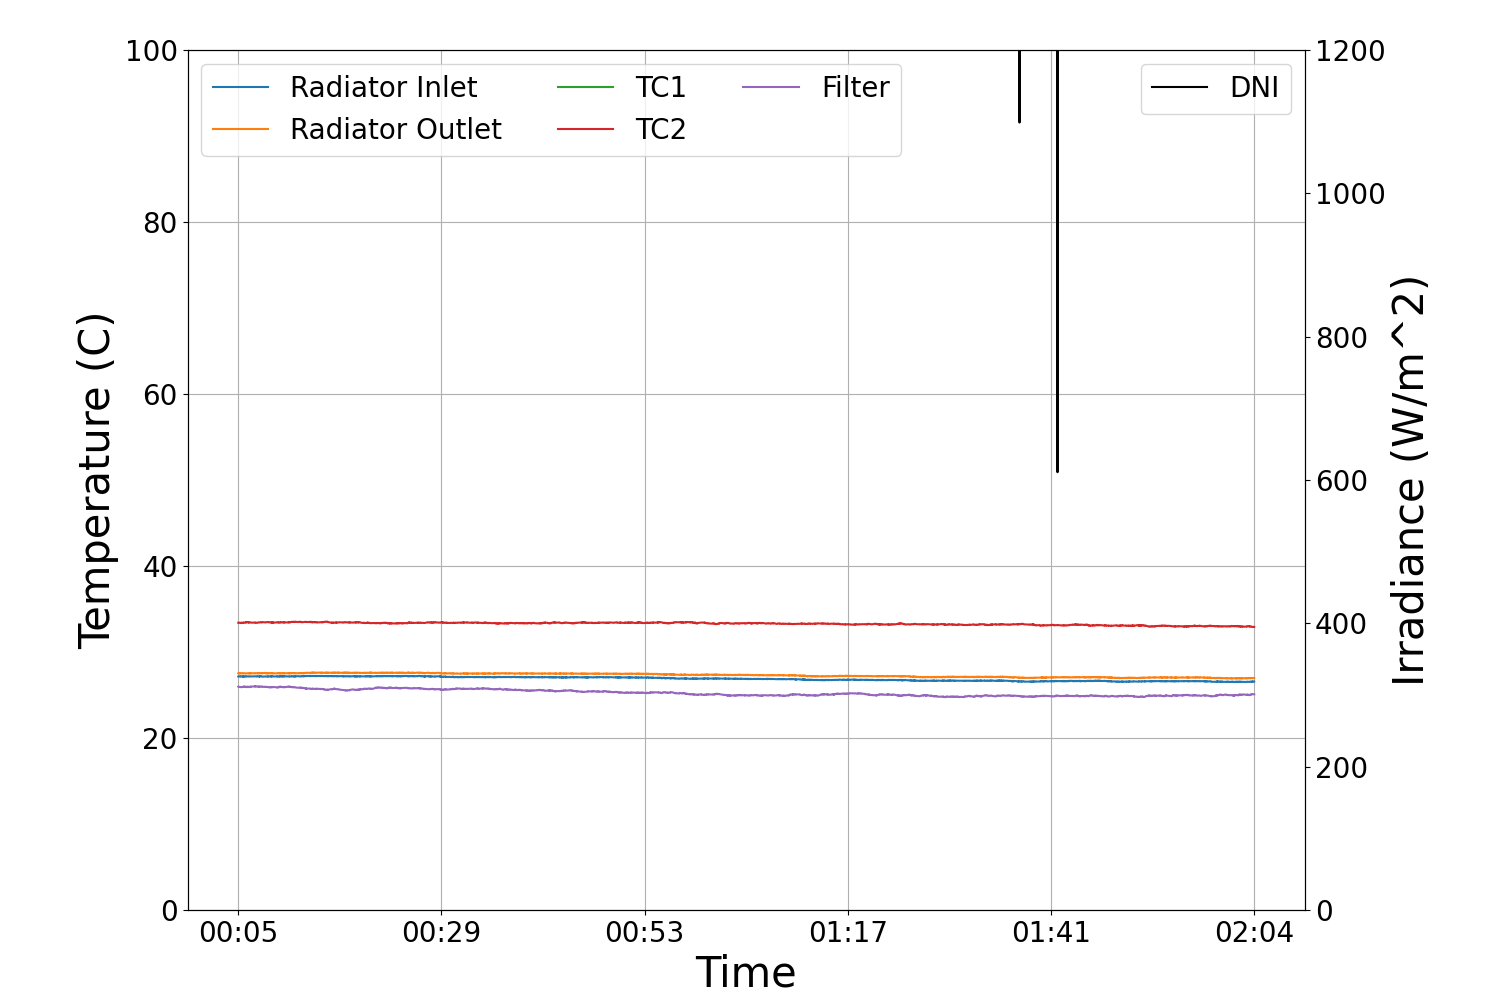 100
80
60
40
20
0
Temperature (C)
Radiator Inlet
Radiator Outlet
TC1
TC2
Filter
DNI
1200
1000
800
600
400
200
0
Irradiance (W/m^2)
00:05 00:29 00:53 01:17 01:41 02:04
Time